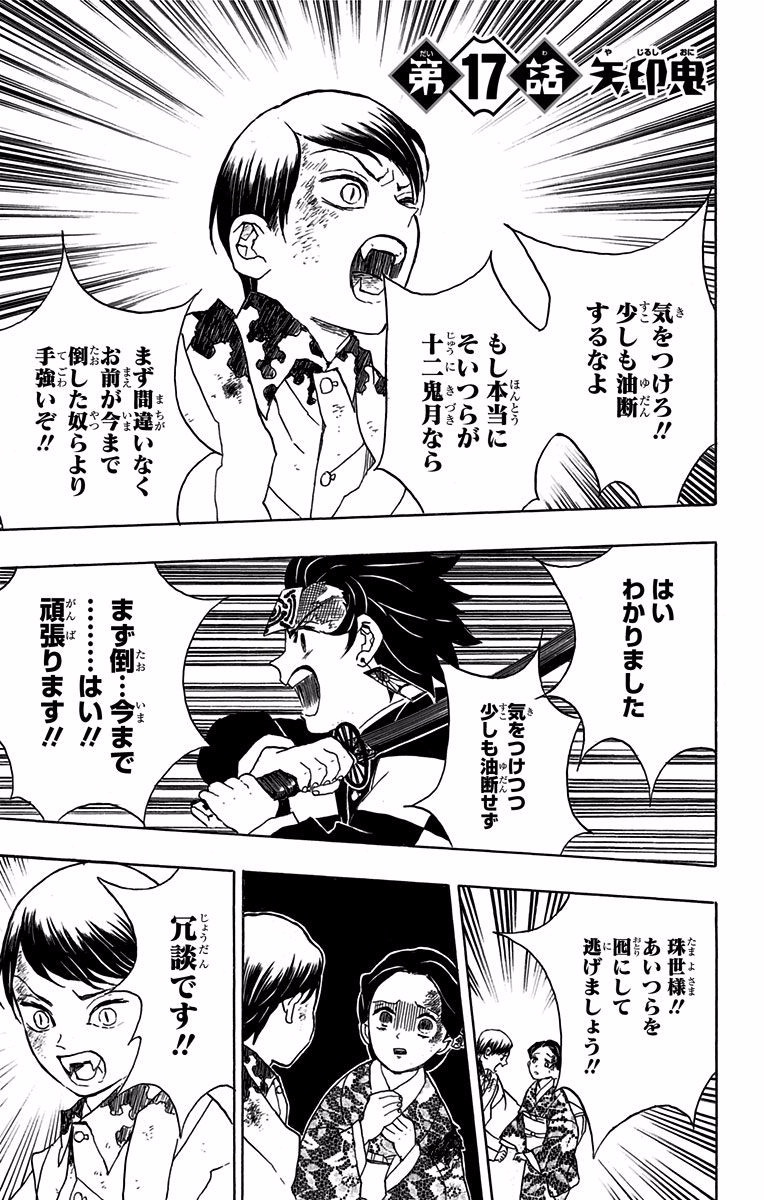 第17話 矢印鬼
気をつけろ!!
少しも油断
するなよ
もし本当に
そいつらが
十二鬼月なら
まず間違いなく
お前が今まで
倒した奴らより
手強いぞ!!
はい
わかりました
気をつけつつ
少しも油断せず
まず倒…今まで
………はい!!
頑張ります!!
珠世様!!
あいつらを
囮にして
逃げましょう!!
冗談です!!